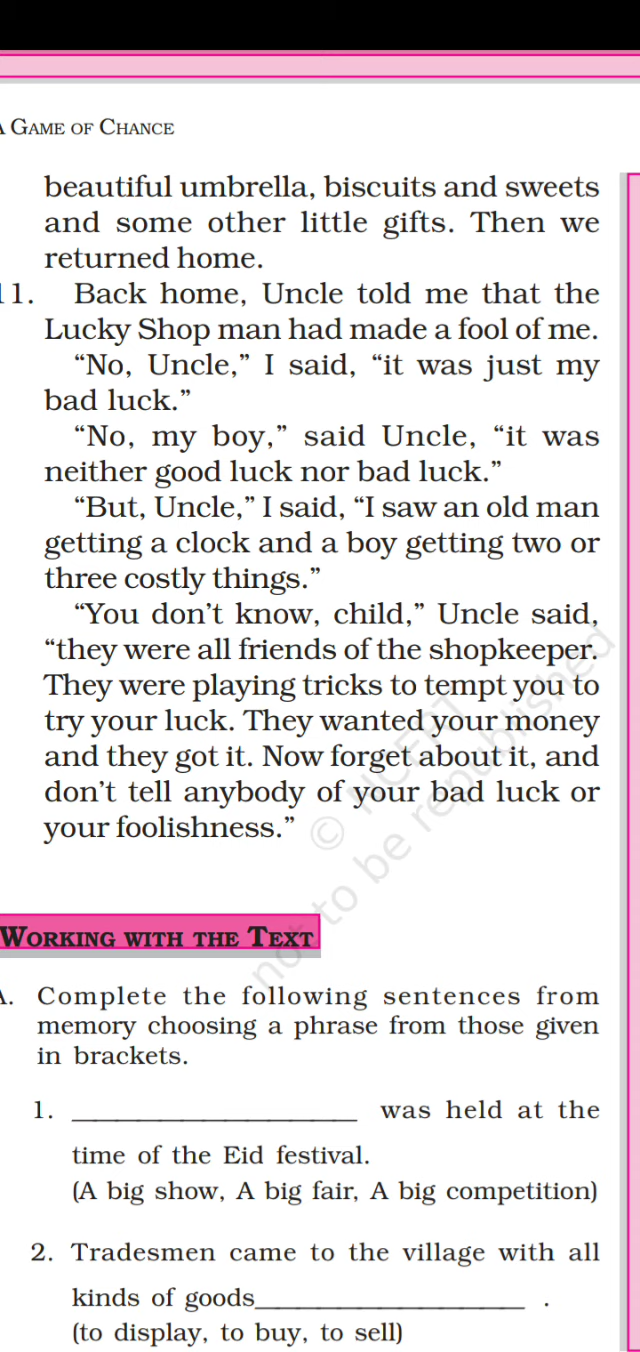 A GAME OF CHANCE
beautiful umbrella, biscuits and sweets
and some other little gifts. Then we
returned home.
11. Back home, Uncle told me that the
Lucky Shop man had made a fool of me.
“No, Uncle,” I said, “it was just my
bad luck.”
“No, my boy,” said Uncle, “it was
neither good luck nor bad luck.”
“But, Uncle,” I said, “I saw an old man
getting a clock and a boy getting two or
three costly things.”
“You don’t know, child,” Uncle said,
“they were all friends of the shopkeeper.
They were playing tricks to tempt you to
try your luck. They wanted your money
and they got it. Now forget about it, and
don’t tell anybody of your bad luck or
your foolishness.”
© NCERT
not to be republished
WORKING WITH THE TEXT
A. Complete the following sentences from
memory choosing a phrase from those given
in brackets.
1. ____________________ was held at the
time of the Eid festival.
(A big show, A big fair, A big competition)
2. Tradesmen came to the village with all
kinds of goods___________________ .
(to display, to buy, to sell)